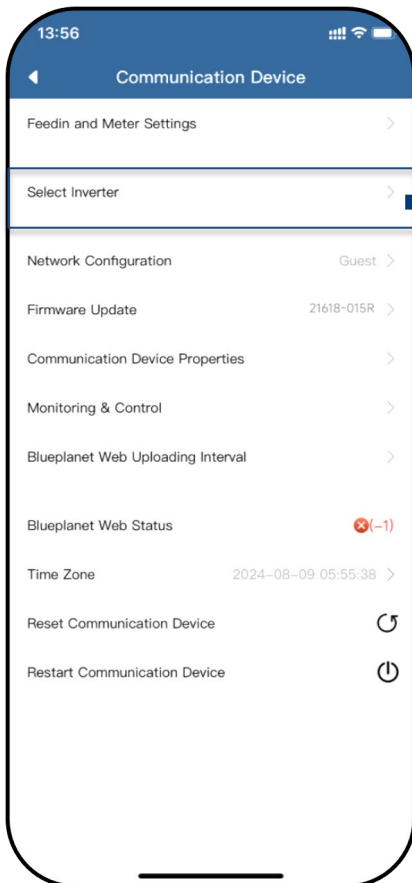 13:56
Communication Device
Feedin and Meter Settings
Select Inverter
Network Configuration Guest
Firmware Update 21618-015R
Communication Device Properties
Monitoring & Control
Blueplanet Web Uploading Interval
Blueplanet Web Status (-1)
Time Zone 2024-08-09 05:55:38
Reset Communication Device
Restart Communication Device